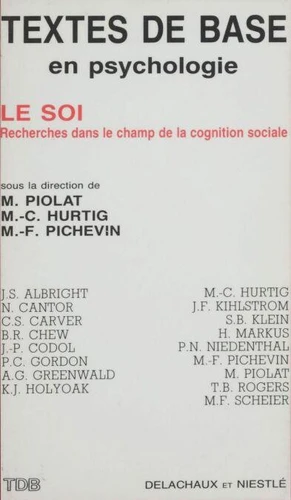 TEXTES DE BASE
en psychologie
LE SOI
Recherches dans le champ de la cognition sociale
sous la direction de
M. PIOLAT
M.-C. HURTIG
M.-F. PICHEVIN
J.S. ALBRIGHT
N. CANTOR
C.S. CARVER
B.R. CHEW
J.-P. CODOL
P.C. GORDON
A.G. GREENWALD
K.J. HOLYOAK
M.-C. HURTIG
J.F. KIHLSTROM
S.B. KLEIN
H. MARKUS
P.N. NIEDENTHAL
M.-F. PICHEVIN
M. PIOLAT
T.B. ROGERS
M.F. SCHEIER
TDB
DELACHAUX ET NIESTLÉ